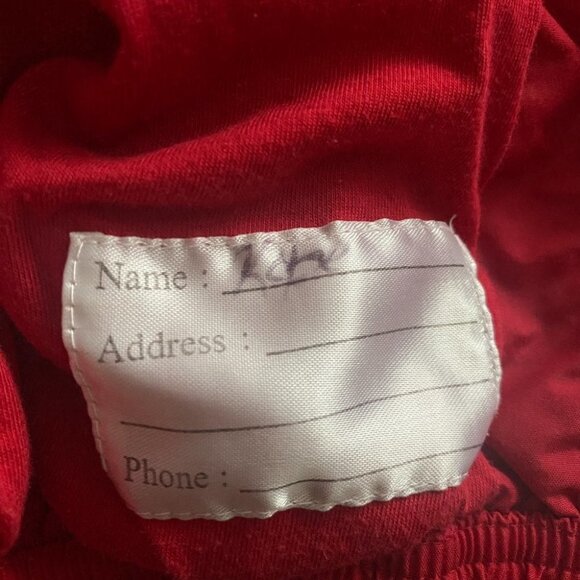 Name :
Address :
Phone :